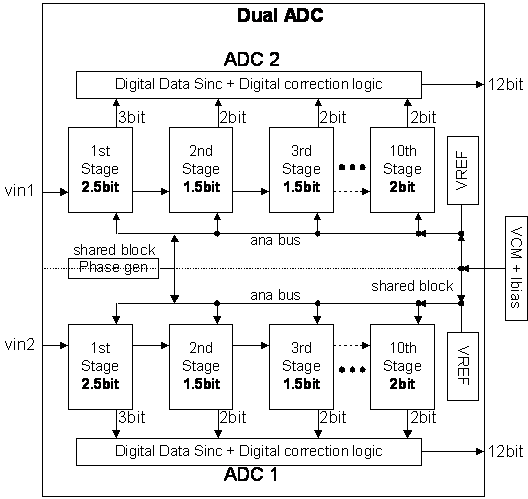 Dual ADC
ADC 2
Digital Data Sinc + Digital correction logic
12bit
3bit
2bit
2bit
2bit
1st
Stage
2.5bit
2nd
Stage
1.5bit
3rd
Stage
1.5bit
10th
Stage
2bit
VREF
vin1
ana bus
shared block
Phase gen
VCM + Ibias
shared block
ana bus
vin2
1st
Stage
2.5bit
2nd
Stage
1.5bit
3rd
Stage
1.5bit
10th
Stage
2bit
VREF
3bit
2bit
2bit
2bit
Digital Data Sinc + Digital correction logic
12bit
ADC 1